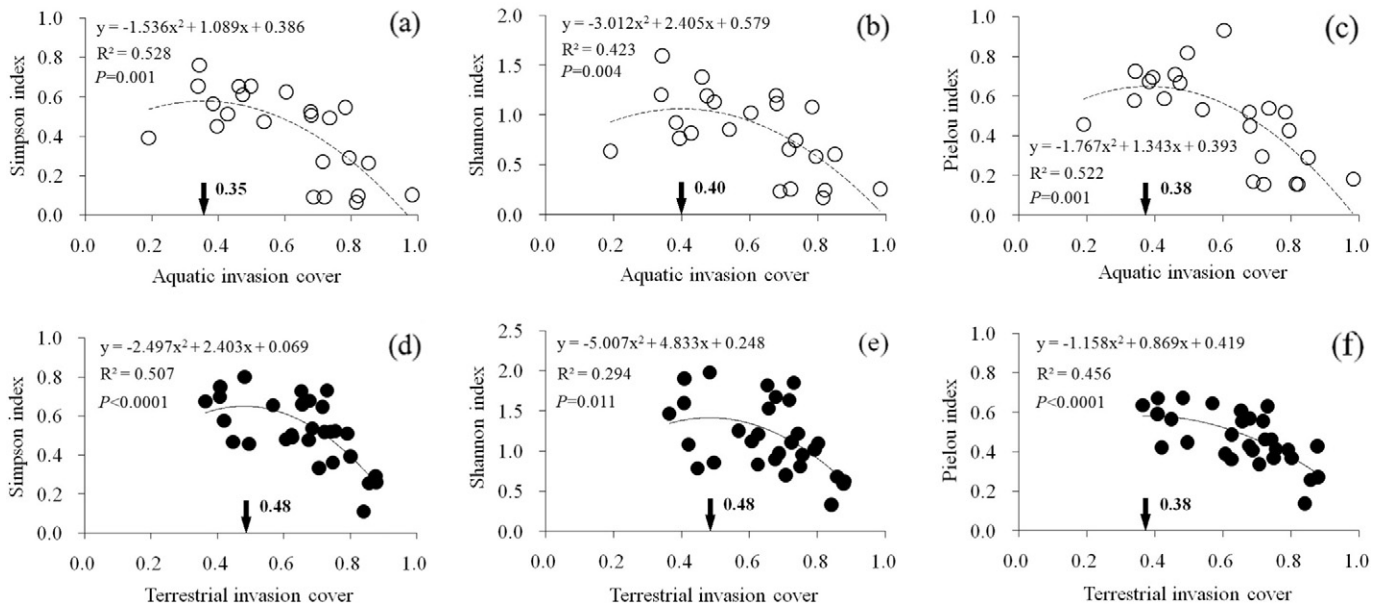 (a)
y = -1.536x² + 1.089x + 0.386
R² = 0.528
P=0.001
Simpson index
1.0
0.8
0.6
0.4
0.2
0.0
0.35
0.0 0.2 0.4 0.6 0.8 1.0
Aquatic invasion cover
(b)
y = -3.012x² + 2.405x + 0.579
R² = 0.423
P=0.004
Shannon index
2.0
1.5
1.0
0.5
0.0
0.40
0.0 0.2 0.4 0.6 0.8 1.0
Aquatic invasion cover
(c)
Pielou index
1.0
0.8
0.6
0.4
0.2
0.0
y = -1.767x² + 1.343x + 0.393
R² = 0.522
P=0.001
0.38
0.0 0.2 0.4 0.6 0.8 1.0
Aquatic invasion cover
(d)
y = -2.497x² + 2.403x + 0.069
R² = 0.507
P<0.0001
Simpson index
1.0
0.8
0.6
0.4
0.2
0.0
0.48
0.0 0.2 0.4 0.6 0.8 1.0
Terrestrial invasion cover
(e)
y = -5.007x² + 4.833x + 0.248
R² = 0.294
P=0.011
Shannon index
2.5
2.0
1.5
1.0
0.5
0.0
0.48
0.0 0.2 0.4 0.6 0.8 1.0
Terrestrial invasion cover
(f)
y = -1.158x² + 0.869x + 0.419
R² = 0.456
P<0.0001
Pielou index
1.0
0.8
0.6
0.4
0.2
0.0
0.38
0.0 0.2 0.4 0.6 0.8 1.0
Terrestrial invasion cover